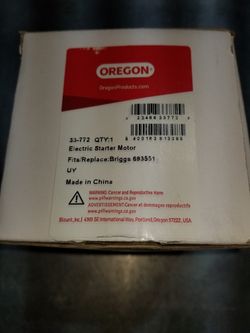 OREGON
OregonProducts.com
33-772 QTY:1
Electric Starter Motor
Fits/Replace:Briggs 693551
UY
Made in China
WARNING: Cancer and Reproductive Harm
www.p65warnings.ca.gov
AVERTISSEMENT: Cancer et dommages reproductifs
www.p65warnings.ca.gov
Blount, Inc. | 4909 SE International Way, Portland, Oregon 97222, USA